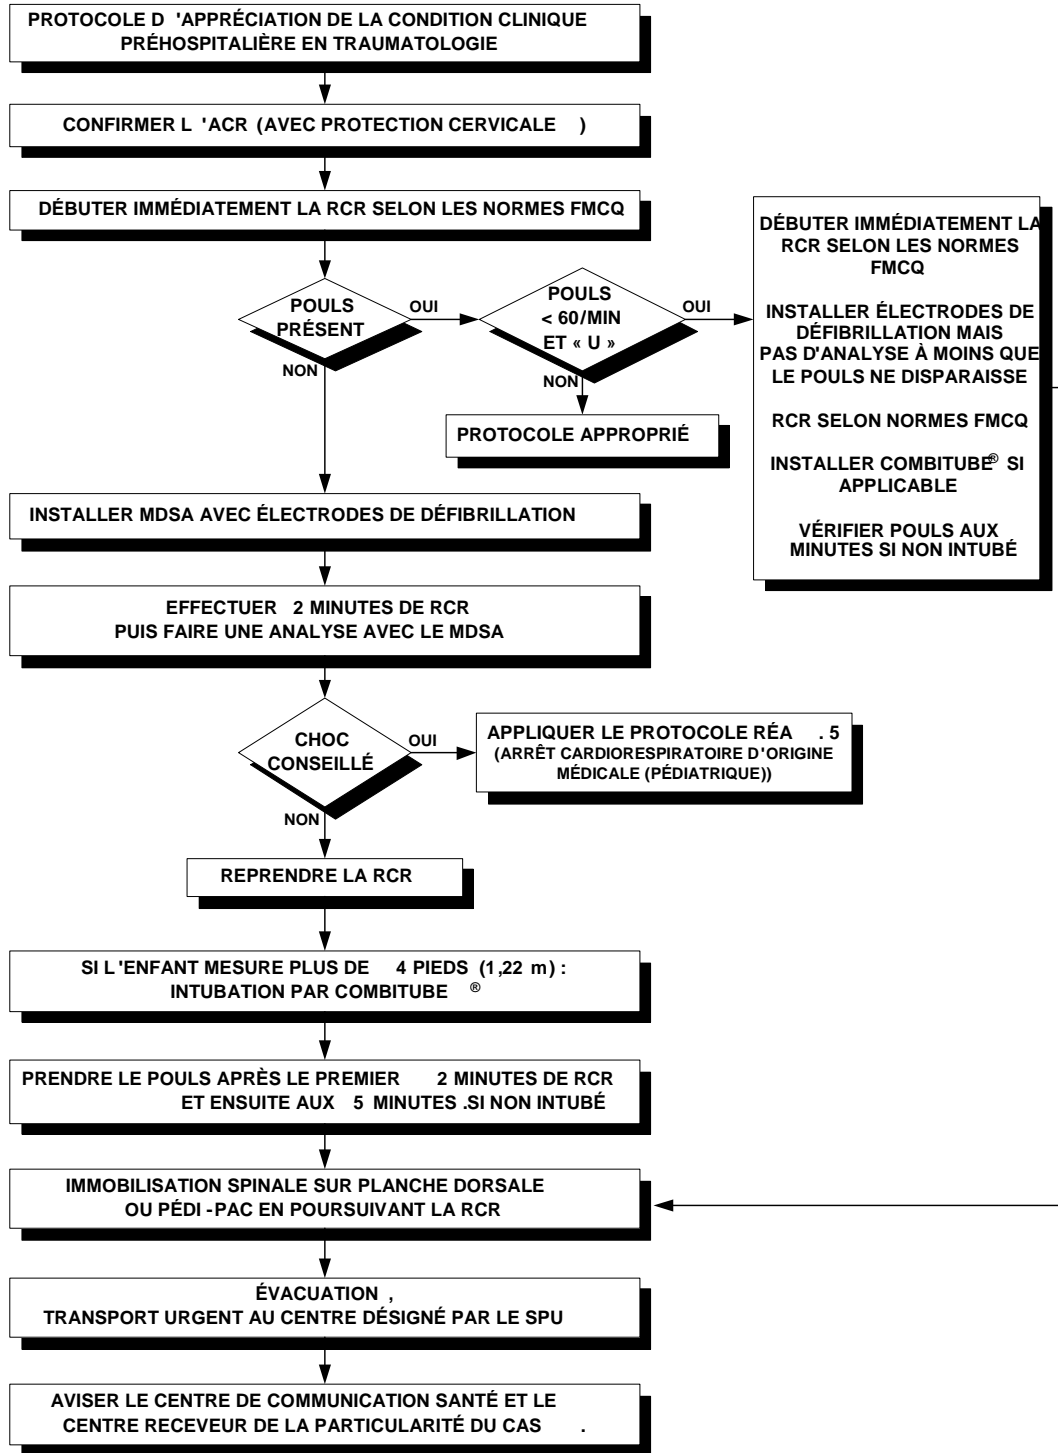 PROTOCOLE D 'APPRÉCIATION DE LA CONDITION CLINIQUE
PRÉHOSPITALIÈRE EN TRAUMATOLOGIE
CONFIRMER L 'ACR (AVEC PROTECTION CERVICALE )
DÉBUTER IMMÉDIATEMENT LA RCR SELON LES NORMES FMCQ
POULS
PRÉSENT
OUI
NON
POULS
< 60/MIN
ET « U »
OUI
NON
PROTOCOLE APPROPRIÉ
DÉBUTER IMMÉDIATEMENT LA
RCR SELON LES NORMES
FMCQ
INSTALLER ÉLECTRODES DE
DÉFIBRILLATION MAIS
PAS D'ANALYSE À MOINS QUE
LE POULS NE DISPARAISSE
RCR SELON NORMES FMCQ
INSTALLER COMBITUBE® SI
APPLICABLE
VÉRIFIER POULS AUX
MINUTES SI NON INTUBÉ
INSTALLER MDSA AVEC ÉLECTRODES DE DÉFIBRILLATION
EFFECTUER 2 MINUTES DE RCR
PUIS FAIRE UNE ANALYSE AVEC LE MDSA
CHOC
CONSEILLÉ
OUI
NON
APPLIQUER LE PROTOCOLE RÉA . 5
(ARRÊT CARDIORESPIRATOIRE D'ORIGINE
MÉDICALE (PÉDIATRIQUE))
REPRENDRE LA RCR
SI L 'ENFANT MESURE PLUS DE 4 PIEDS (1,22 m) :
INTUBATION PAR COMBITUBE ®
PRENDRE LE POULS APRÈS LE PREMIER 2 MINUTES DE RCR
ET ENSUITE AUX 5 MINUTES .SI NON INTUBÉ
IMMOBILISATION SPINALE SUR PLANCHE DORSALE
OU PÉDI -PAC EN POURSUIVANT LA RCR
ÉVACUATION ,
TRANSPORT URGENT AU CENTRE DÉSIGNÉ PAR LE SPU
AVISER LE CENTRE DE COMMUNICATION SANTÉ ET LE
CENTRE RECEVEUR DE LA PARTICULARITÉ DU CAS .